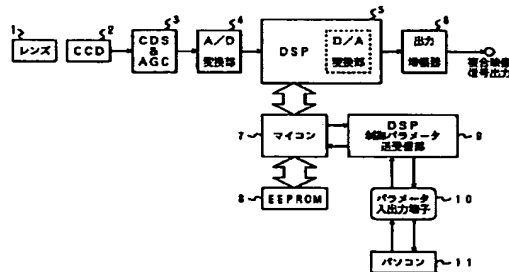 1
レンズ
2
CCD
3
CDS
&
AGC
4
A/D
変換部
5
DSP
D/A
変換部
6
出力
増幅器
複合映像
信号出力
7
マイコン
DSP
制御パラメータ
送受信部
9
8
EEPROM
パラメータ
入出力端子
10
パソコン
11